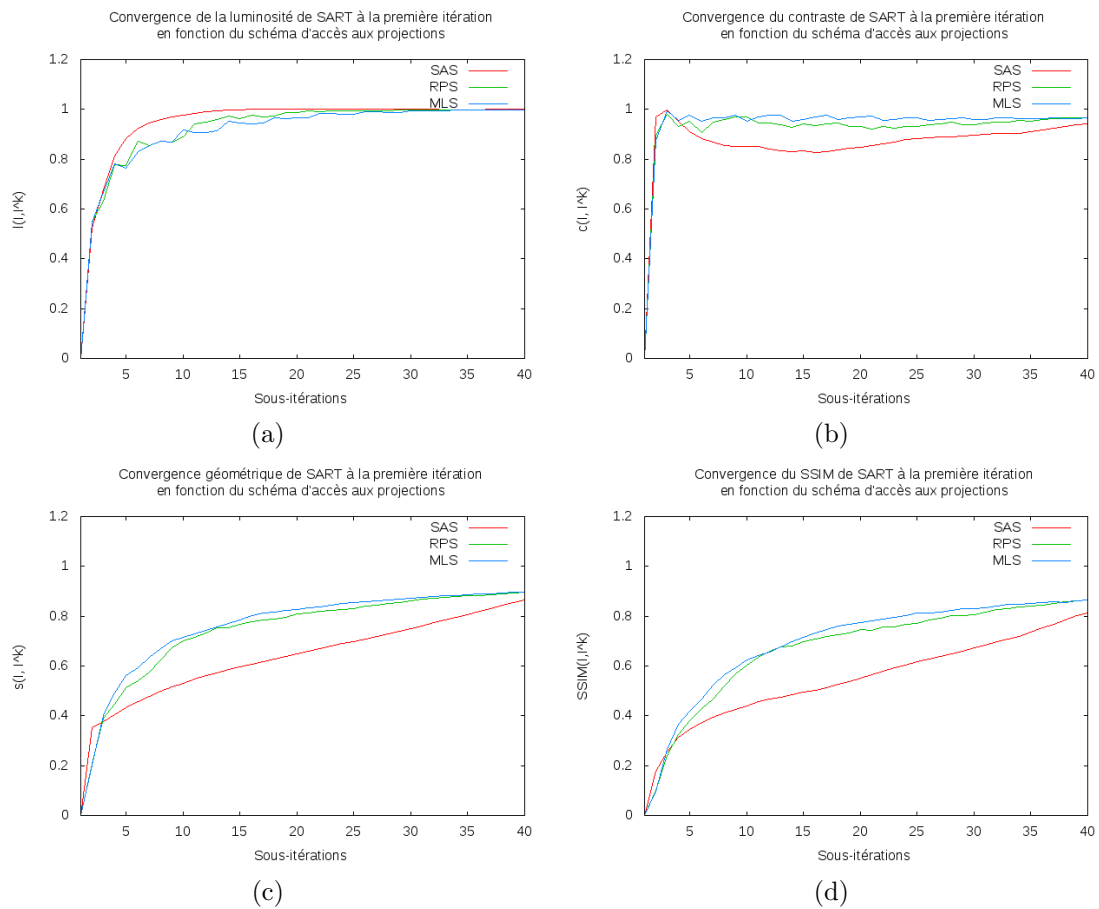 Convergence de la luminosité de SART à la première itération
en fonction du schéma d'accès aux projections
1.2
1
0.8
0.6
0.4
0.2
0
l(I,I^k)
SAS
RPS
MLS
5 10 15 20 25 30 35 40
Sous-itérations
(a)
Convergence du contraste de SART à la première itération
en fonction du schéma d'accès aux projections
1.2
1
0.8
0.6
0.4
0.2
0
c(I, I^k)
SAS
RPS
MLS
5 10 15 20 25 30 35 40
Sous-itérations
(b)
Convergence géométrique de SART à la première itération
en fonction du schéma d'accès aux projections
1.2
1
0.8
0.6
0.4
0.2
0
s(I, I^k)
SAS
RPS
MLS
5 10 15 20 25 30 35 40
Sous-itérations
(c)
Convergence du SSIM de SART à la première itération
en fonction du schéma d'accès aux projections
1.2
1
0.8
0.6
0.4
0.2
0
SSIM(I,I^k)
SAS
RPS
MLS
5 10 15 20 25 30 35 40
Sous-itérations
(d)